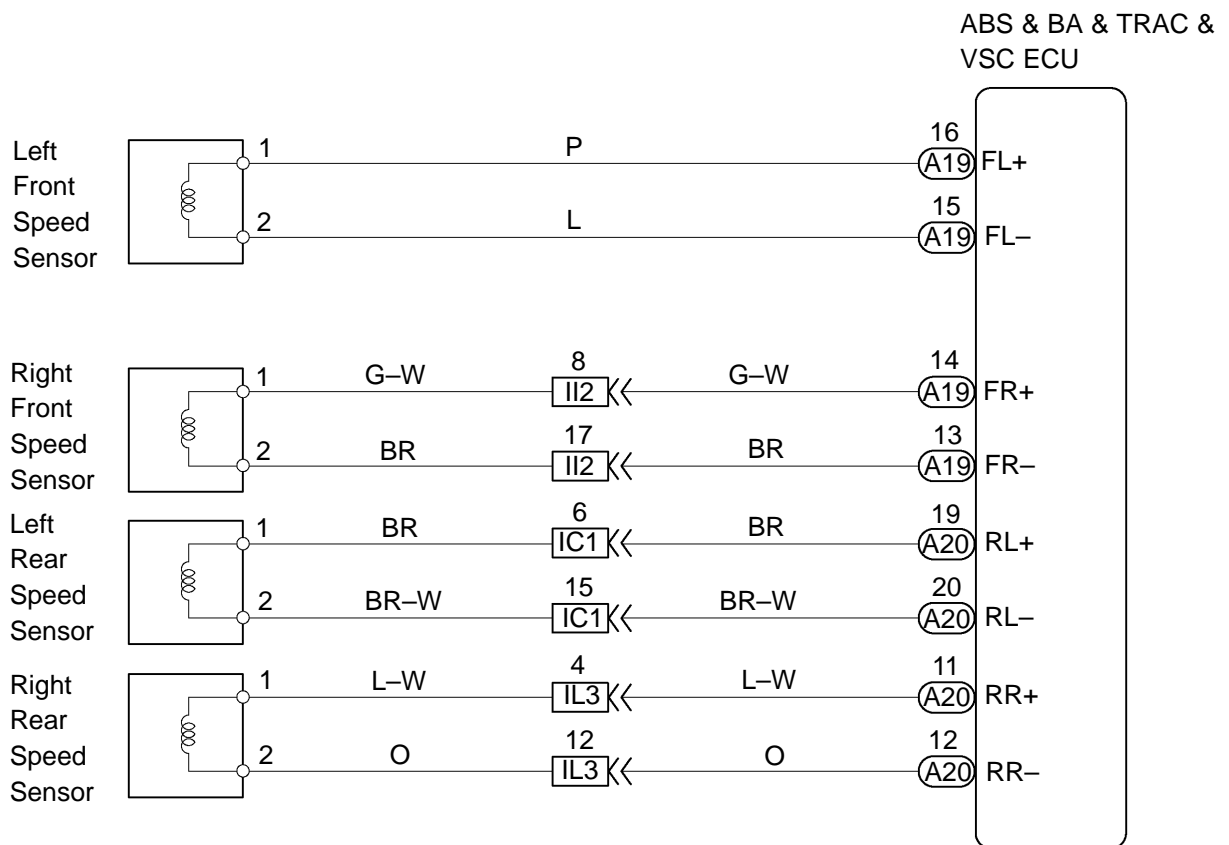 ABS & BA & TRAC &
VSC ECU
Left
Front
Speed
Sensor
1
P
16
A19
FL+
2
L
15
A19
FL–
Right
Front
Speed
Sensor
1
G–W
8
II2
G–W
14
A19
FR+
2
BR
17
II2
BR
13
A19
FR–
Left
Rear
Speed
Sensor
1
BR
6
IC1
BR
19
A20
RL+
2
BR–W
15
IC1
BR–W
20
A20
RL–
Right
Rear
Speed
Sensor
1
L–W
4
IL3
L–W
11
A20
RR+
2
O
12
IL3
O
12
A20
RR–